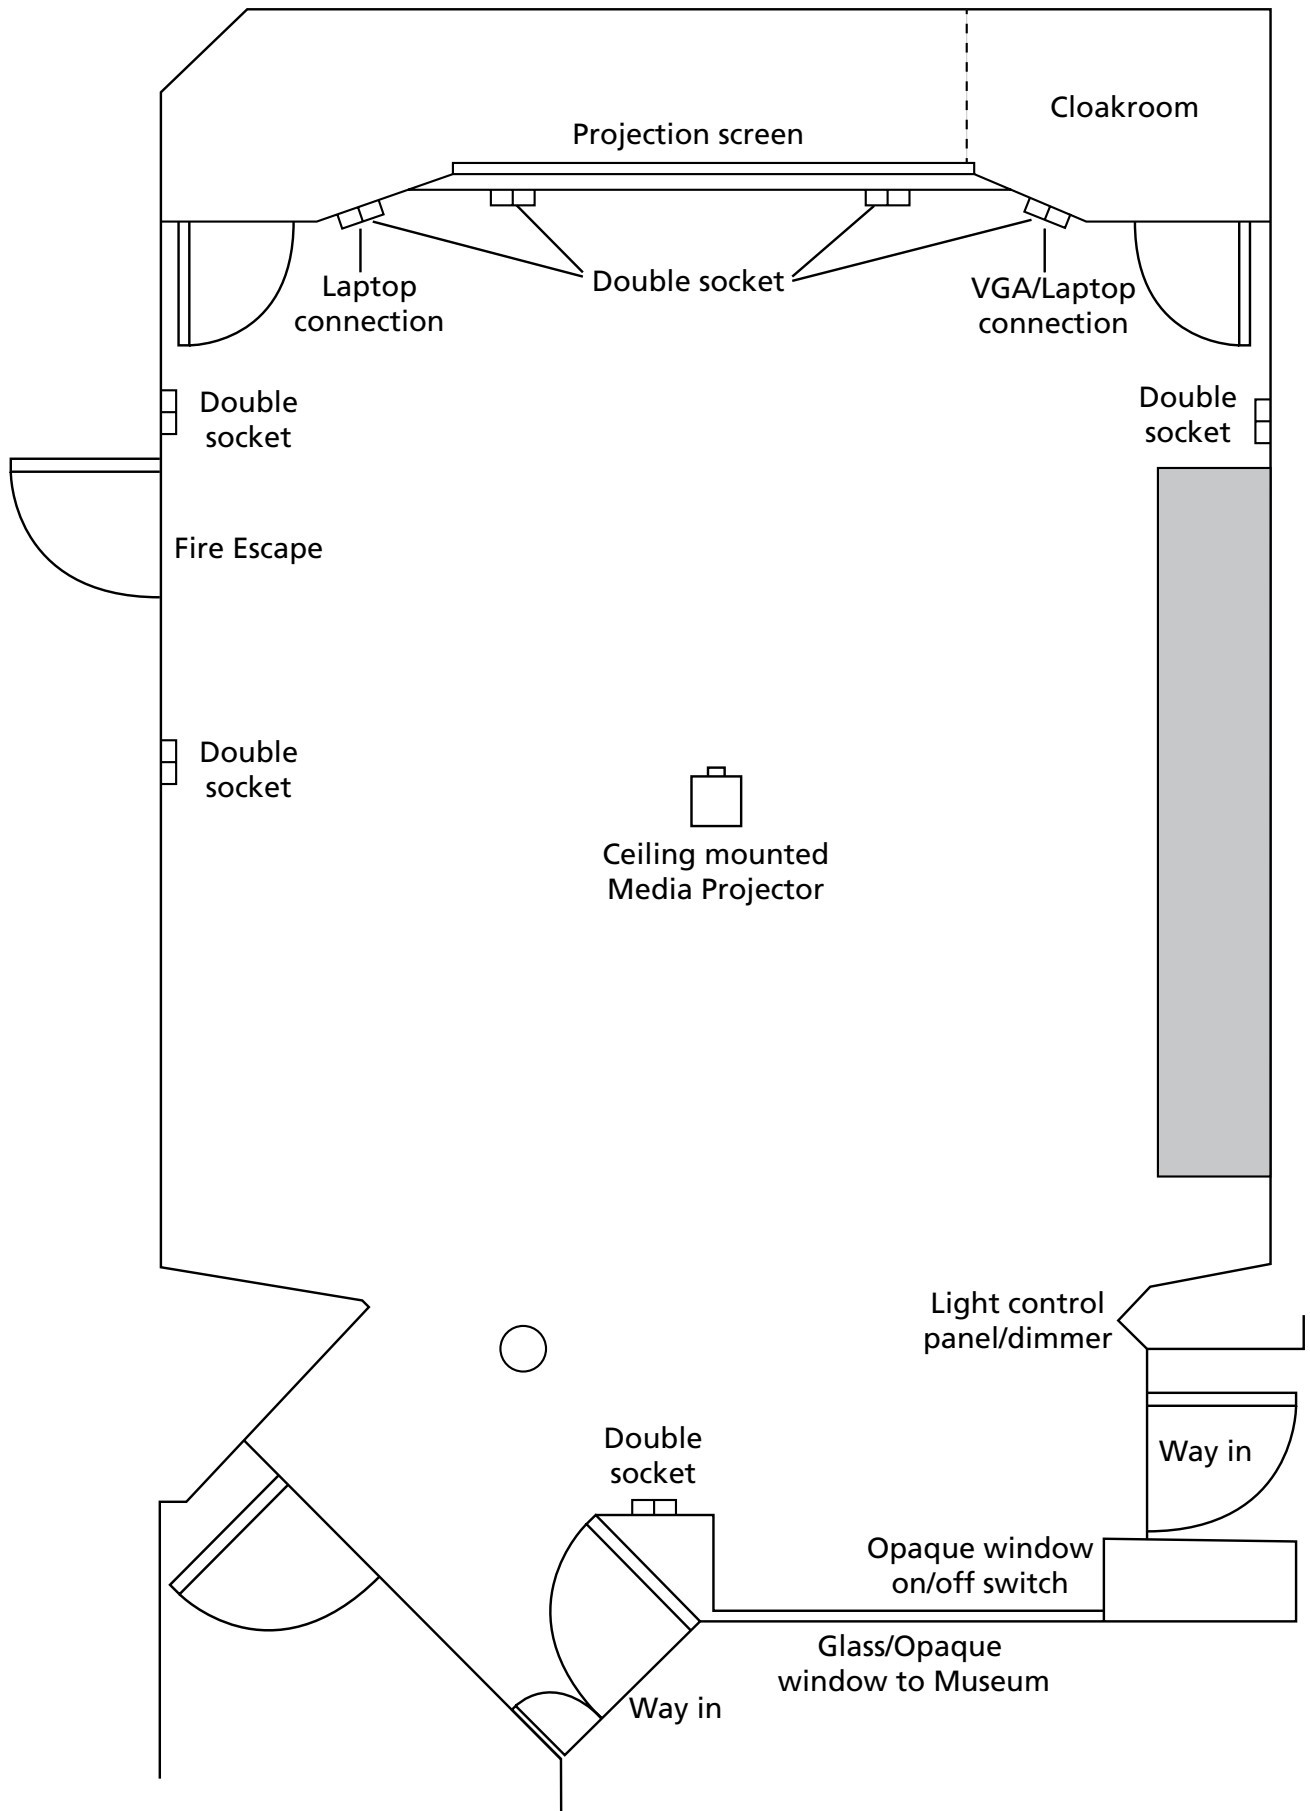 Cloakroom
Projection screen
Double socket
Laptop
connection
VGA/Laptop
connection
Double
socket
Double
socket
Fire Escape
Double
socket
Ceiling mounted
Media Projector
Light control
panel/dimmer
Double
socket
Way in
Opaque window
on/off switch
Glass/Opaque
window to Museum
Way in